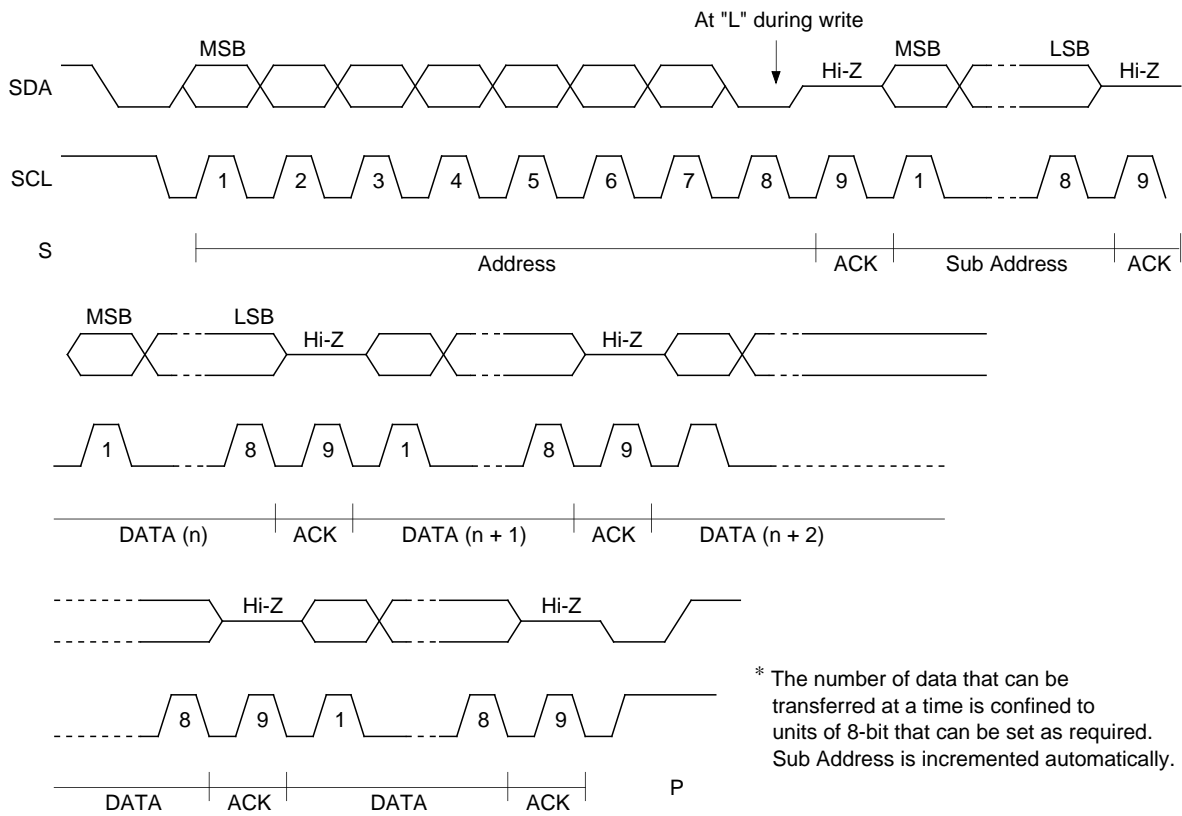 At "L" during write
MSB MSB LSB
Hi-Z Hi-Z
SDA
SCL 1 2 3 4 5 6 7 8 9 1 8 9
S
Address ACK Sub Address ACK
MSB LSB
Hi-Z Hi-Z
1 8 9 1 8 9
DATA (n) ACK DATA (n + 1) ACK DATA (n + 2)
Hi-Z Hi-Z
8 9 1 8 9
DATA ACK DATA ACK
P
* The number of data that can be
transferred at a time is confined to
units of 8-bit that can be set as required.
Sub Address is incremented automatically.